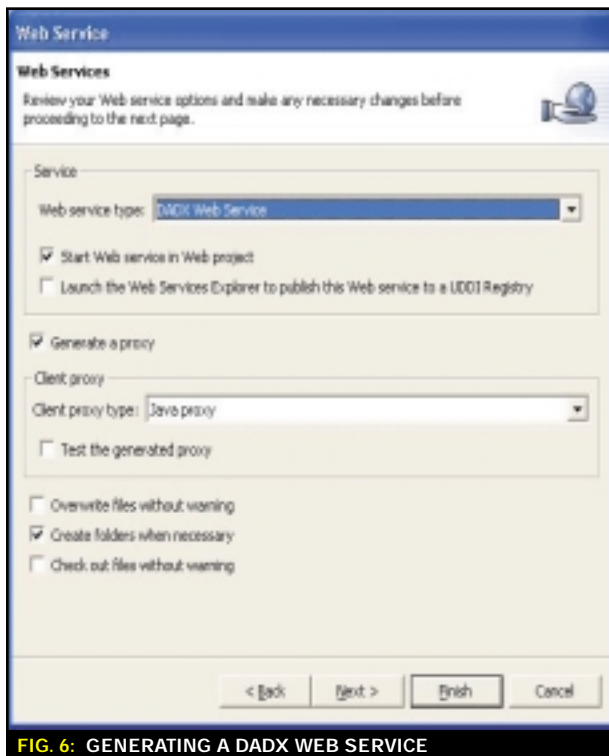 Web Service
Web Services
Review your Web service options and make any necessary changes before
proceeding to the next page.
Service
Web service type: DADX Web Service
Start Web service in Web project
Launch the Web Services Explorer to publish this Web service to a UDDI Registry
Generate a proxy
Client proxy
Client proxy type: Java proxy
Test the generated proxy
Overwrite files without warning
Create folders when necessary
Check out files without warning
< Back Next > Finish Cancel
FIG. 6: GENERATING A DADX WEB SERVICE